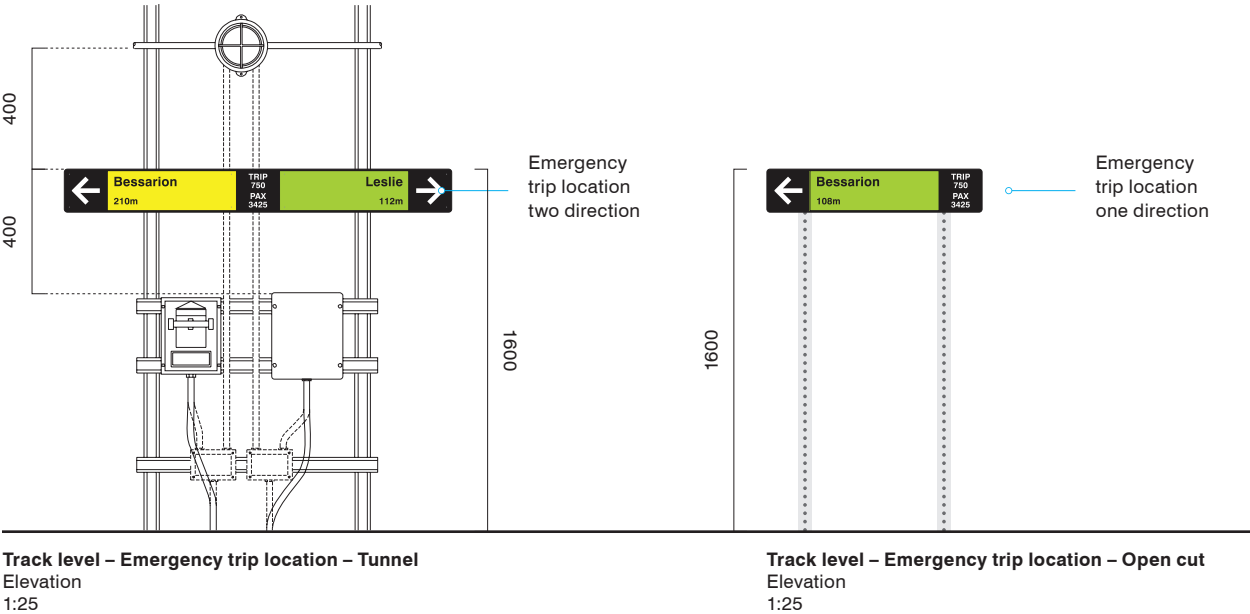 400
400
Bessarion
210m
TRIP
750
PAX
3425
Leslie
112m
Emergency
trip location
two direction
1600
Bessarion
108m
TRIP
750
PAX
3425
Emergency
trip location
one direction
1600
Track level – Emergency trip location – Tunnel
Elevation
1:25
Track level – Emergency trip location – Open cut
Elevation
1:25